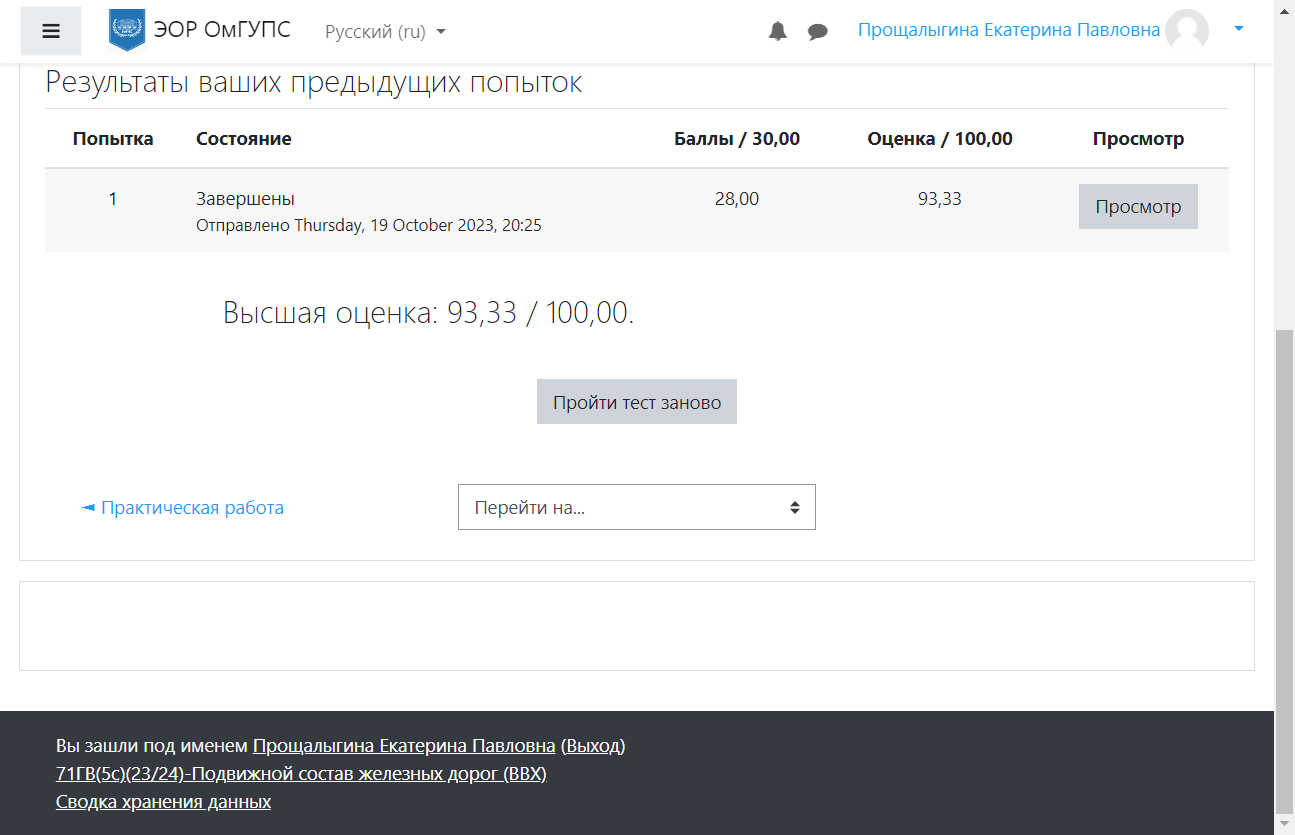 ЭОР ОмГУПС
Русский (ru)
Прощалыгина Екатерина Павловна
Результаты ваших предыдущих попыток
Попытка Состояние Баллы / 30,00 Оценка / 100,00 Просмотр
1 Завершены 28,00 93,33 Просмотр
Отправлено Thursday, 19 October 2023, 20:25
Высшая оценка: 93,33 / 100,00.
Пройти тест заново
◄ Практическая работа
Перейти на...
Вы зашли под именем Прощалыгина Екатерина Павловна (Выход)
71ГВ(5с)(23/24)-Подвижной состав железных дорог (ВВХ)
Сводка хранения данных